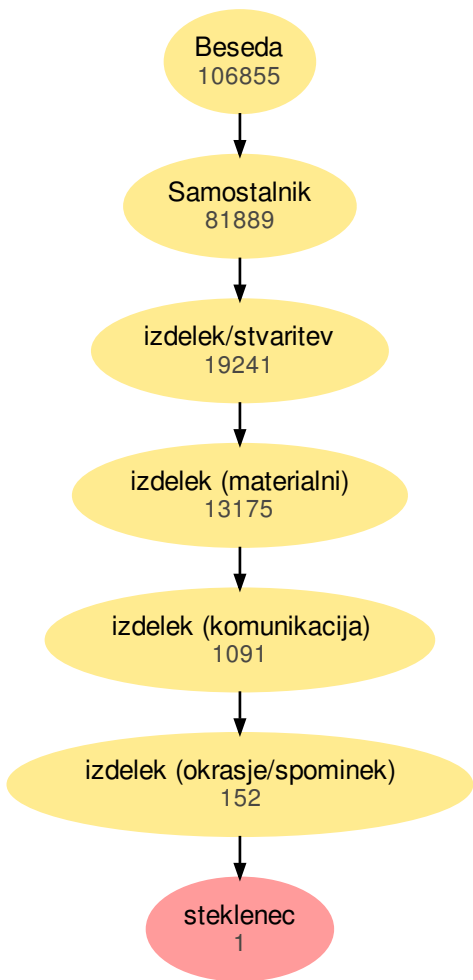 Beseda
106855
Samostalnik
81889
izdelek/stvaritev
19241
izdelek (materialni)
13175
izdelek (komunikacija)
1091
izdelek (okrasje/spominek)
152
steklenec
1